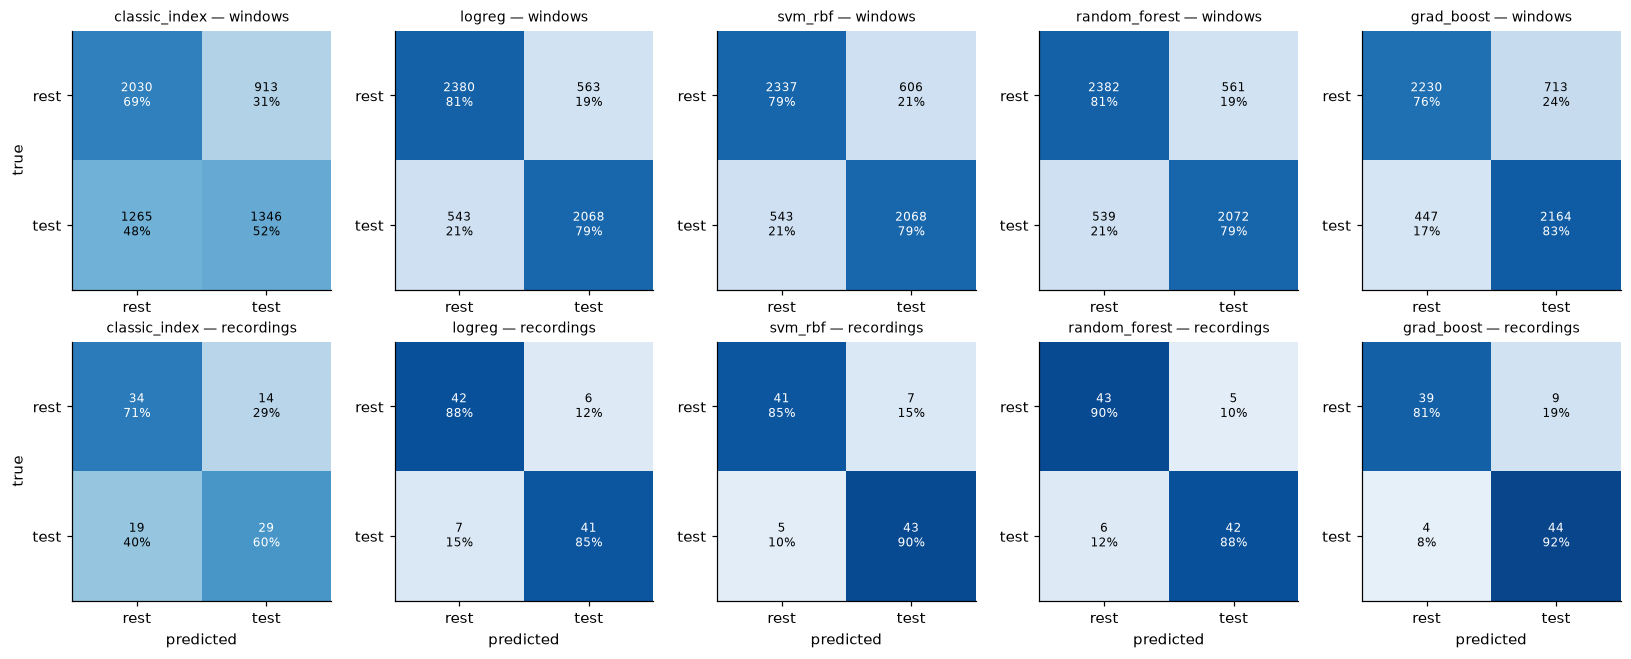 classic_index — windows
rest
2030
69%
913
31%
true
test
1265
48%
1346
52%
rest
test
logreg — windows
rest
2380
81%
563
19%
test
543
21%
2068
79%
rest
test
svm_rbf — windows
rest
2337
79%
606
21%
test
543
21%
2068
79%
rest
test
random_forest — windows
rest
2382
81%
561
19%
test
539
21%
2072
79%
rest
test
grad_boost — windows
rest
2230
76%
713
24%
test
447
17%
2164
83%
rest
test
classic_index — recordings
rest
34
71%
14
29%
true
test
19
40%
29
60%
rest
test
predicted
logreg — recordings
rest
42
88%
6
12%
test
7
15%
41
85%
rest
test
predicted
svm_rbf — recordings
rest
41
85%
7
15%
test
5
10%
43
90%
rest
test
predicted
random_forest — recordings
rest
43
90%
5
10%
test
6
12%
42
88%
rest
test
predicted
grad_boost — recordings
rest
39
81%
9
19%
test
4
8%
44
92%
rest
test
predicted